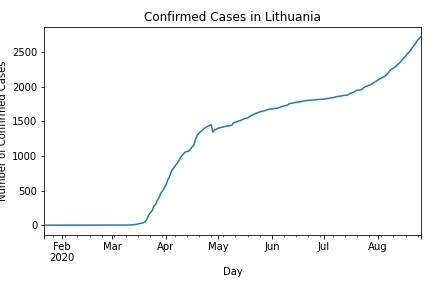 Confirmed Cases in Lithuania
Number of Confirmed Cases
2500
2000
1500
1000
500
0
Feb
2020
Mar
Apr
May
Jun
Jul
Aug
Day